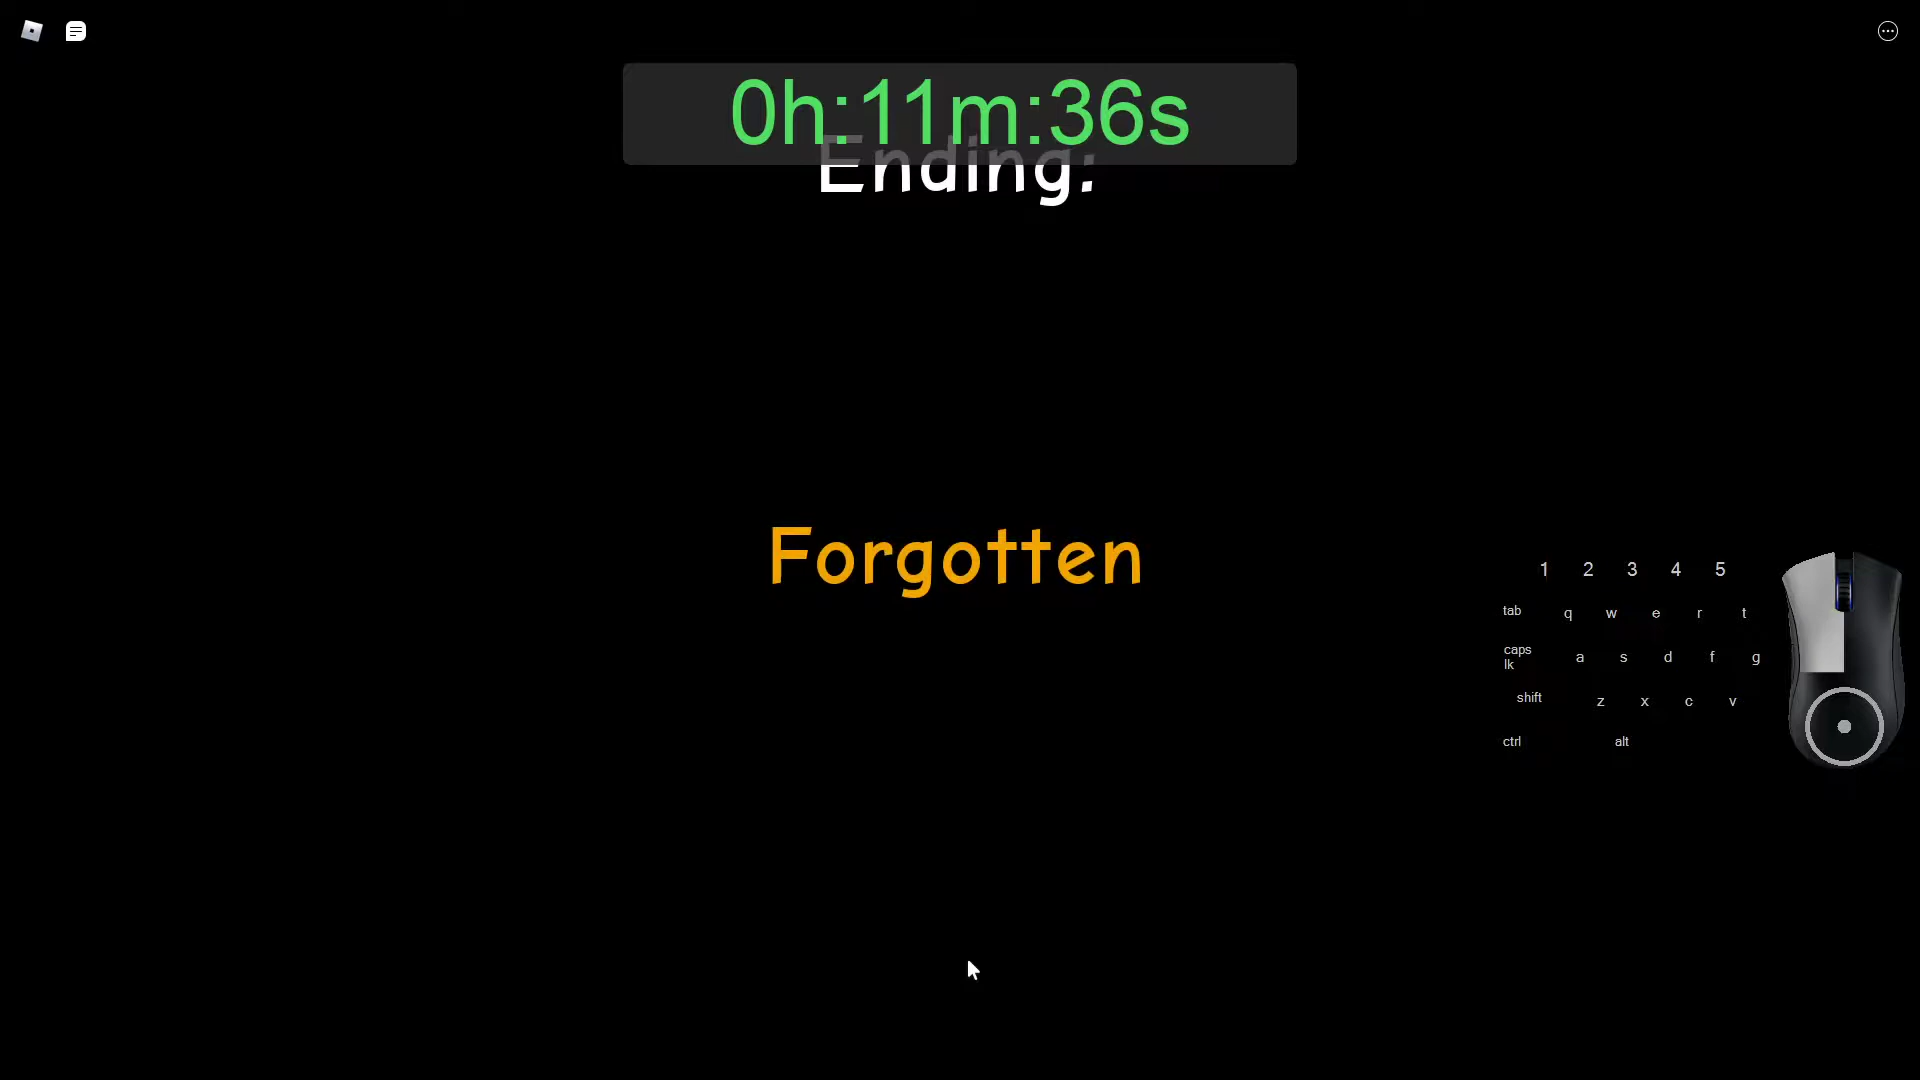 0h:11m:36s
Ending:
Forgotten
1 2 3 4 5
tab q w e r t
caps
lk a s d f g
shift z x c v
ctrl alt